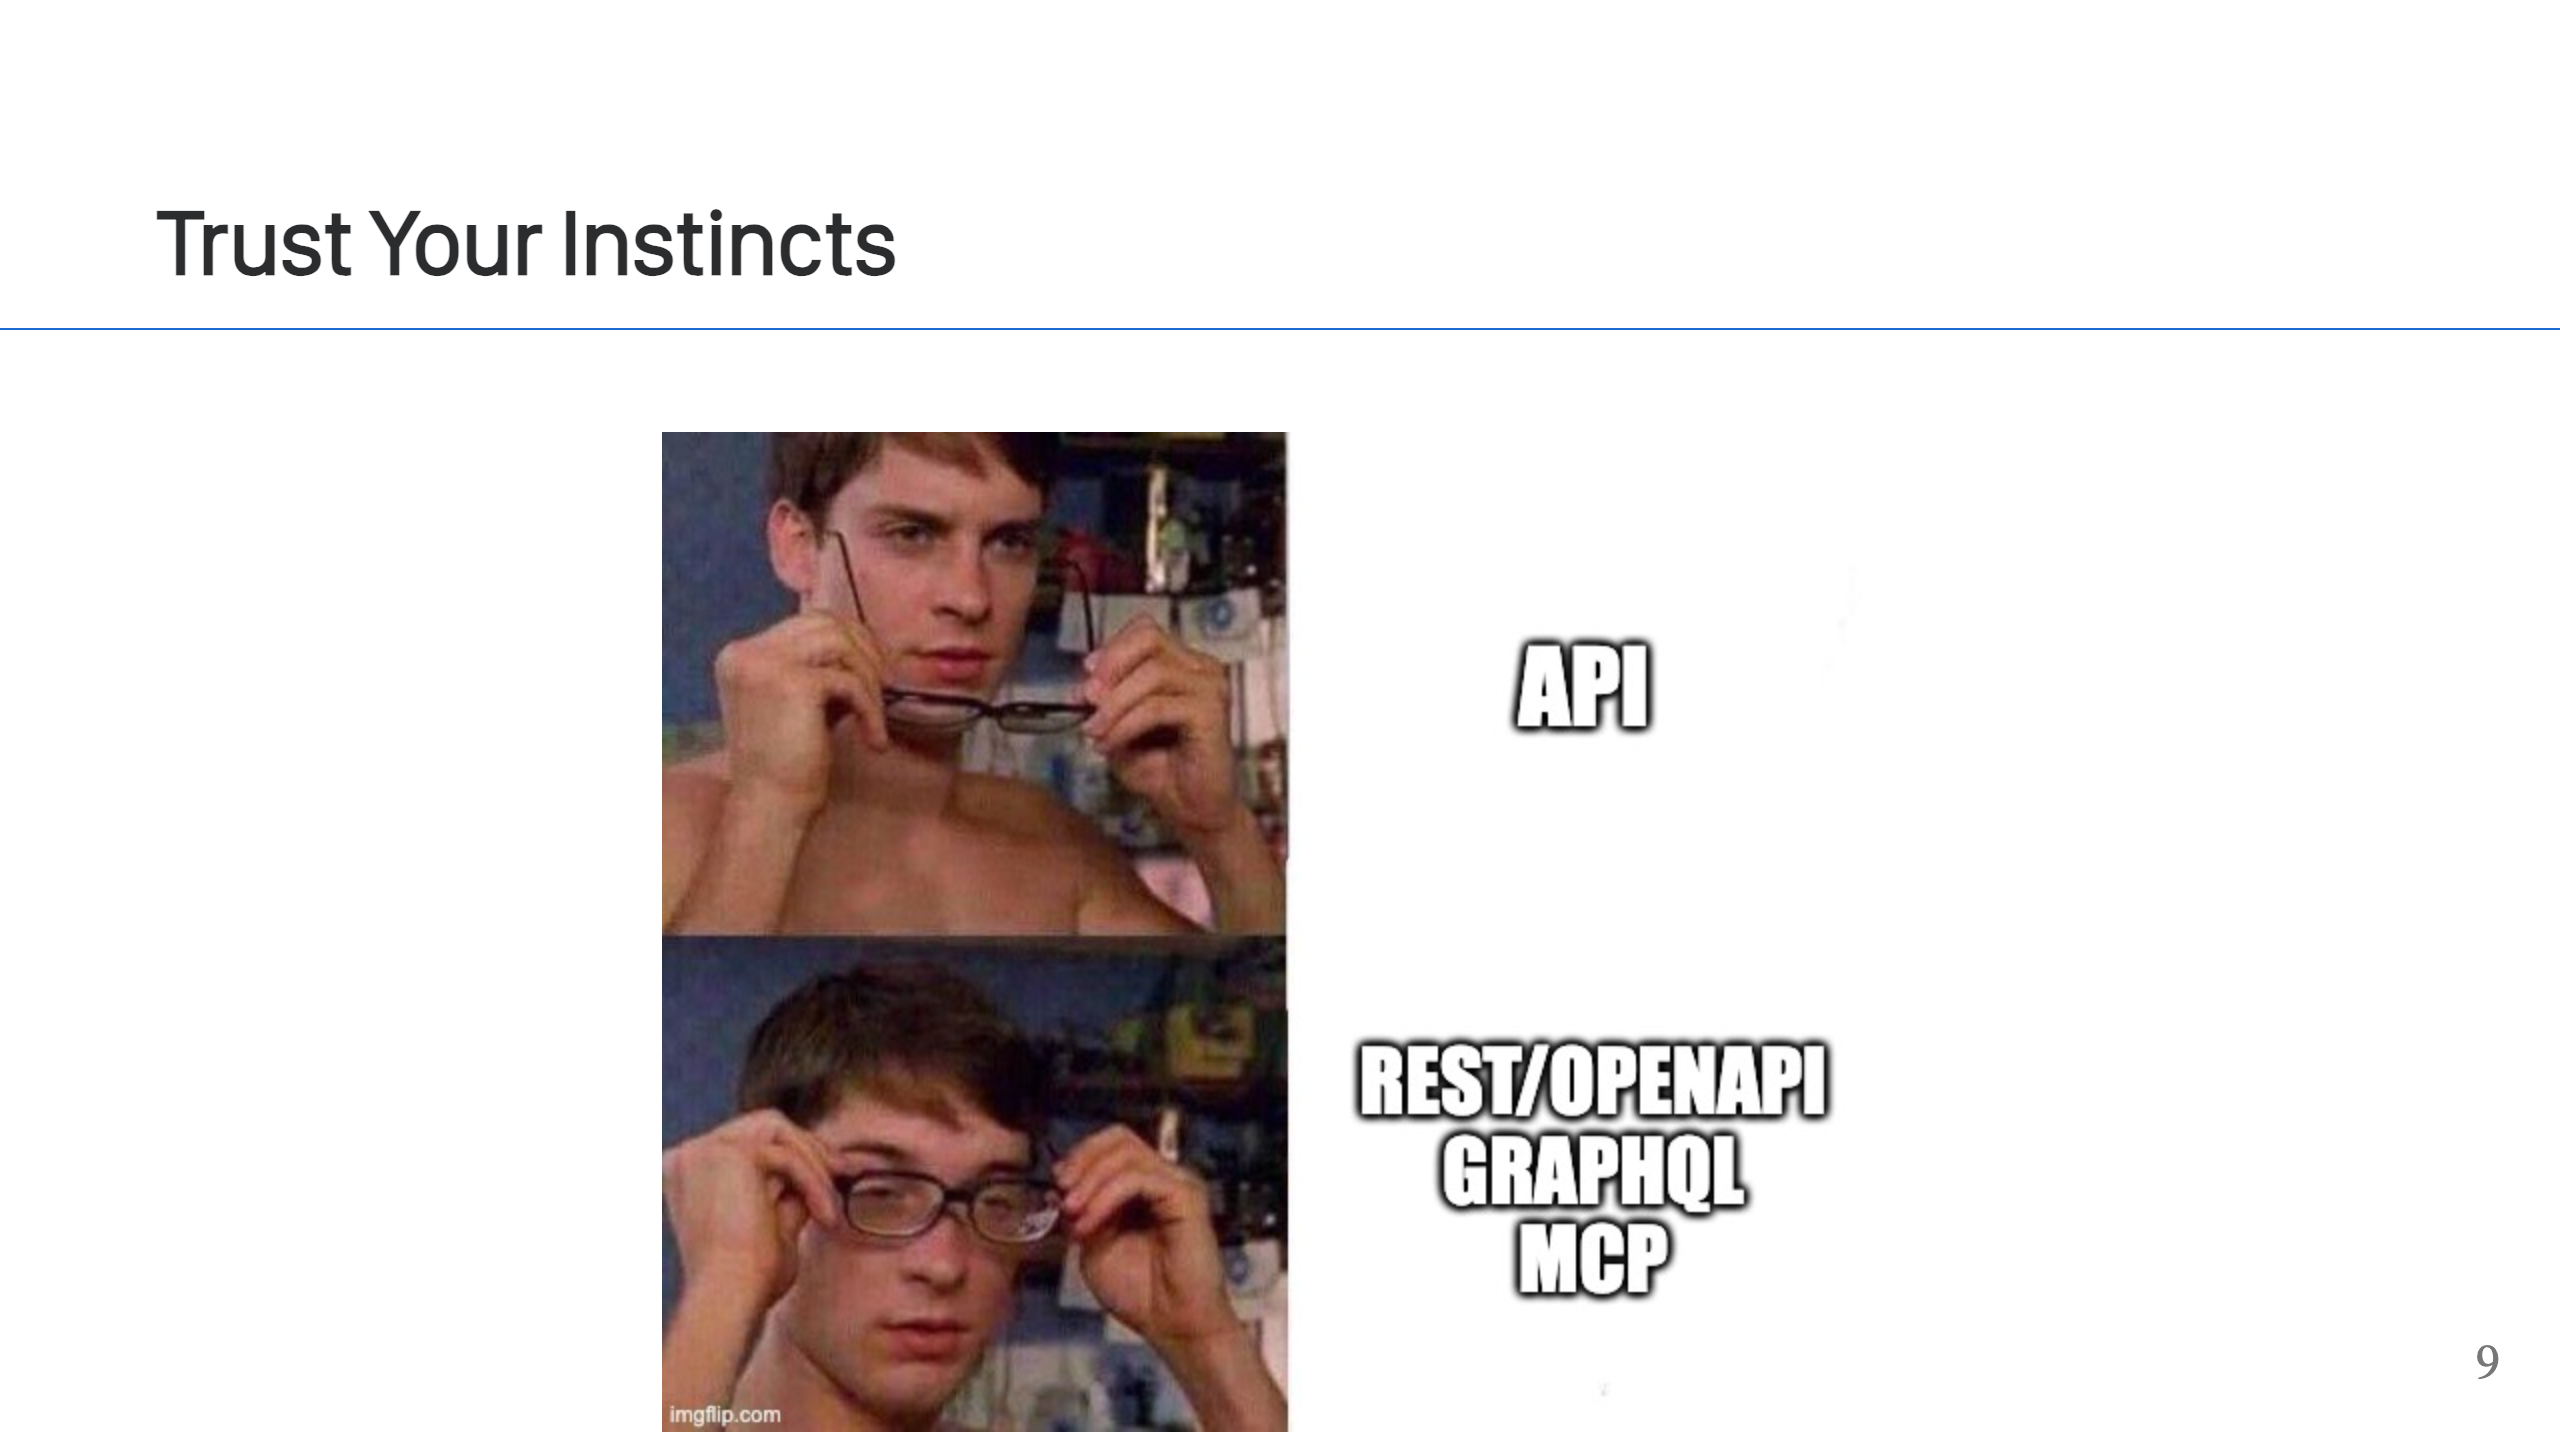 Trust Your Instincts
API
REST/OPENAPI
GRAPHQL
MCP
imgflip.com
9